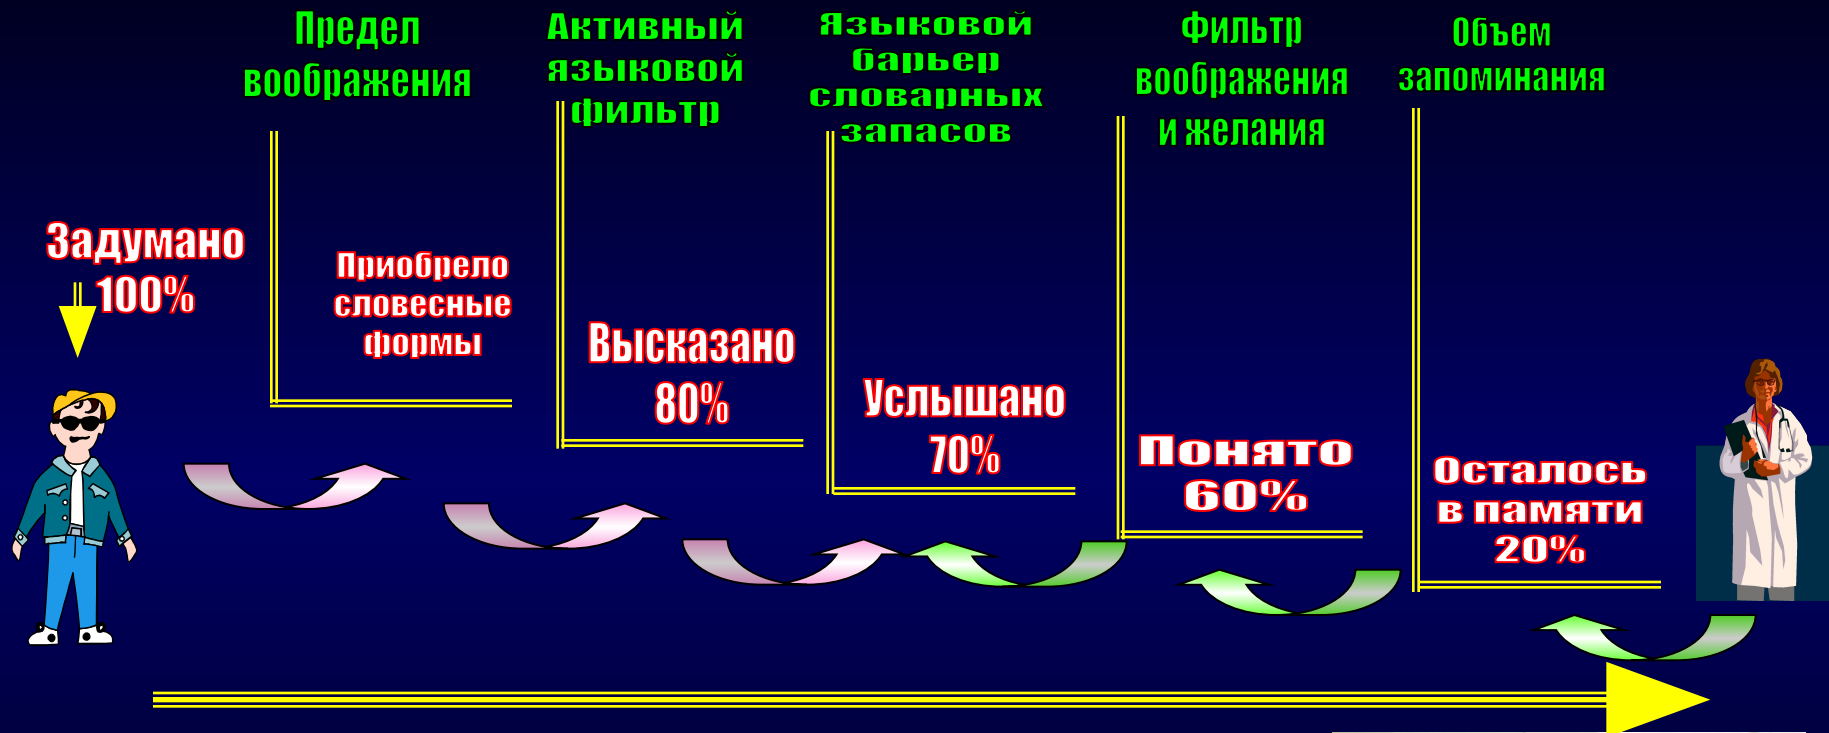 Предел
воображения
Активный
языковой
фильтр
Языковой
барьер
словарных
запасов
Фильтр
воображения
и желания
Объем
запоминания
Задумано
100%
Приобрело
словесные
формы
Высказано
80%
Услышано
70%
Понято
60%
Осталось
в памяти
20%